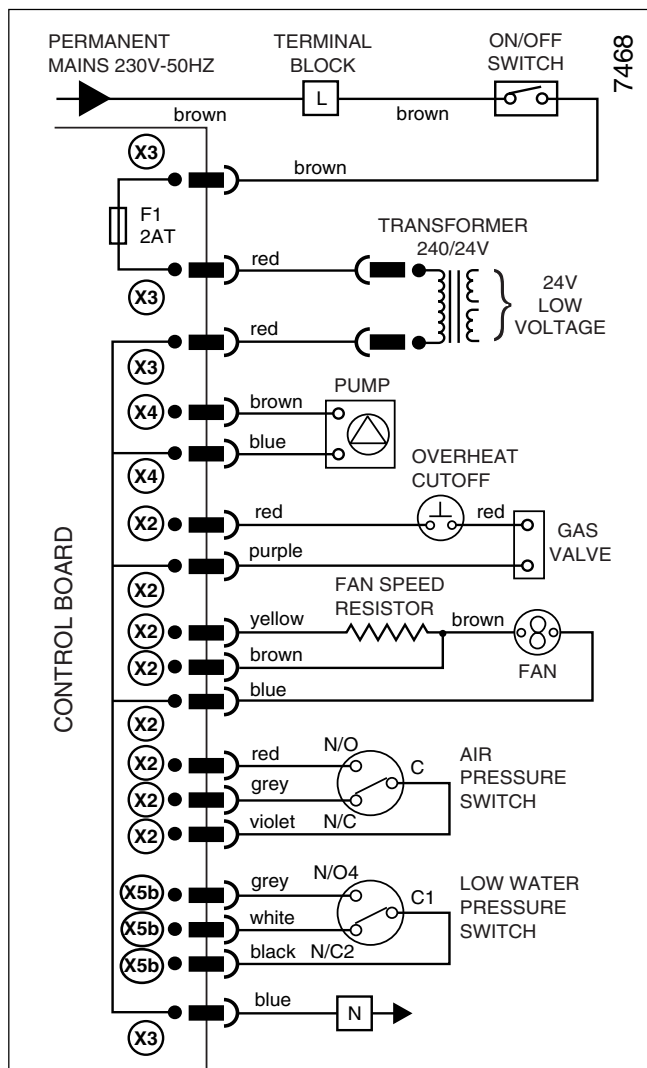 PERMANENT
MAINS 230V-50HZ
TERMINAL
BLOCK
ON/OFF
SWITCH
7468
L
brown
brown
X3
brown
F1
2AT
TRANSFORMER
240/24V
red
X3
24V
LOW
VOLTAGE
red
X3
PUMP
X4
brown
blue
X4
OVERHEAT
CUTOFF
X2
red
red
GAS
VALVE
purple
X2
FAN SPEED
RESISTOR
X2
yellow
brown
X2
brown
FAN
blue
X2
CONTROL BOARD
N/O
X2
red
C
AIR
PRESSURE
SWITCH
X2
grey
X2
violet
N/C
N/O4
X5b
grey
C1
LOW WATER
PRESSURE
SWITCH
X5b
white
X5b
black
N/C2
blue
N
X3